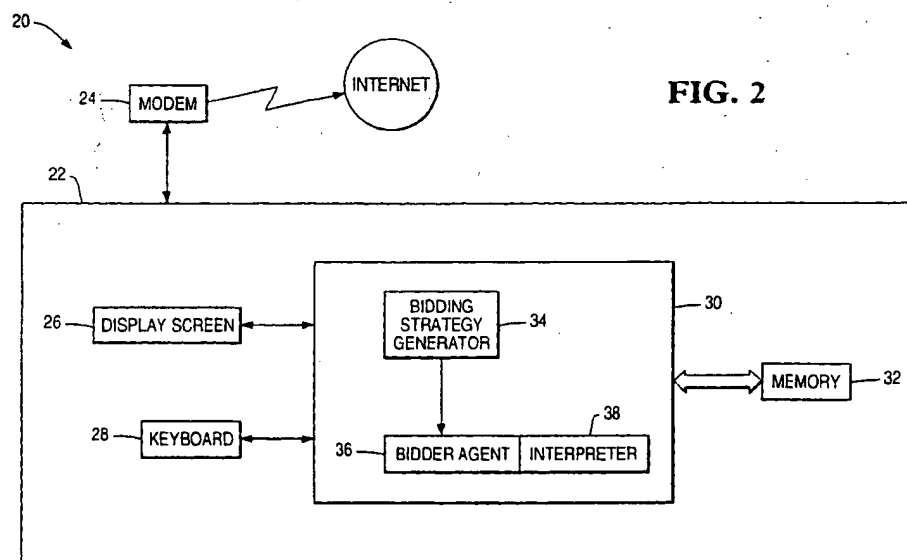 20
INTERNET
FIG. 2
24
MODEM
22
BIDDING
STRATEGY
GENERATOR
34
30
26
DISPLAY SCREEN
MEMORY
32
28
KEYBOARD
38
36
BIDDER AGENT
INTERPRETER